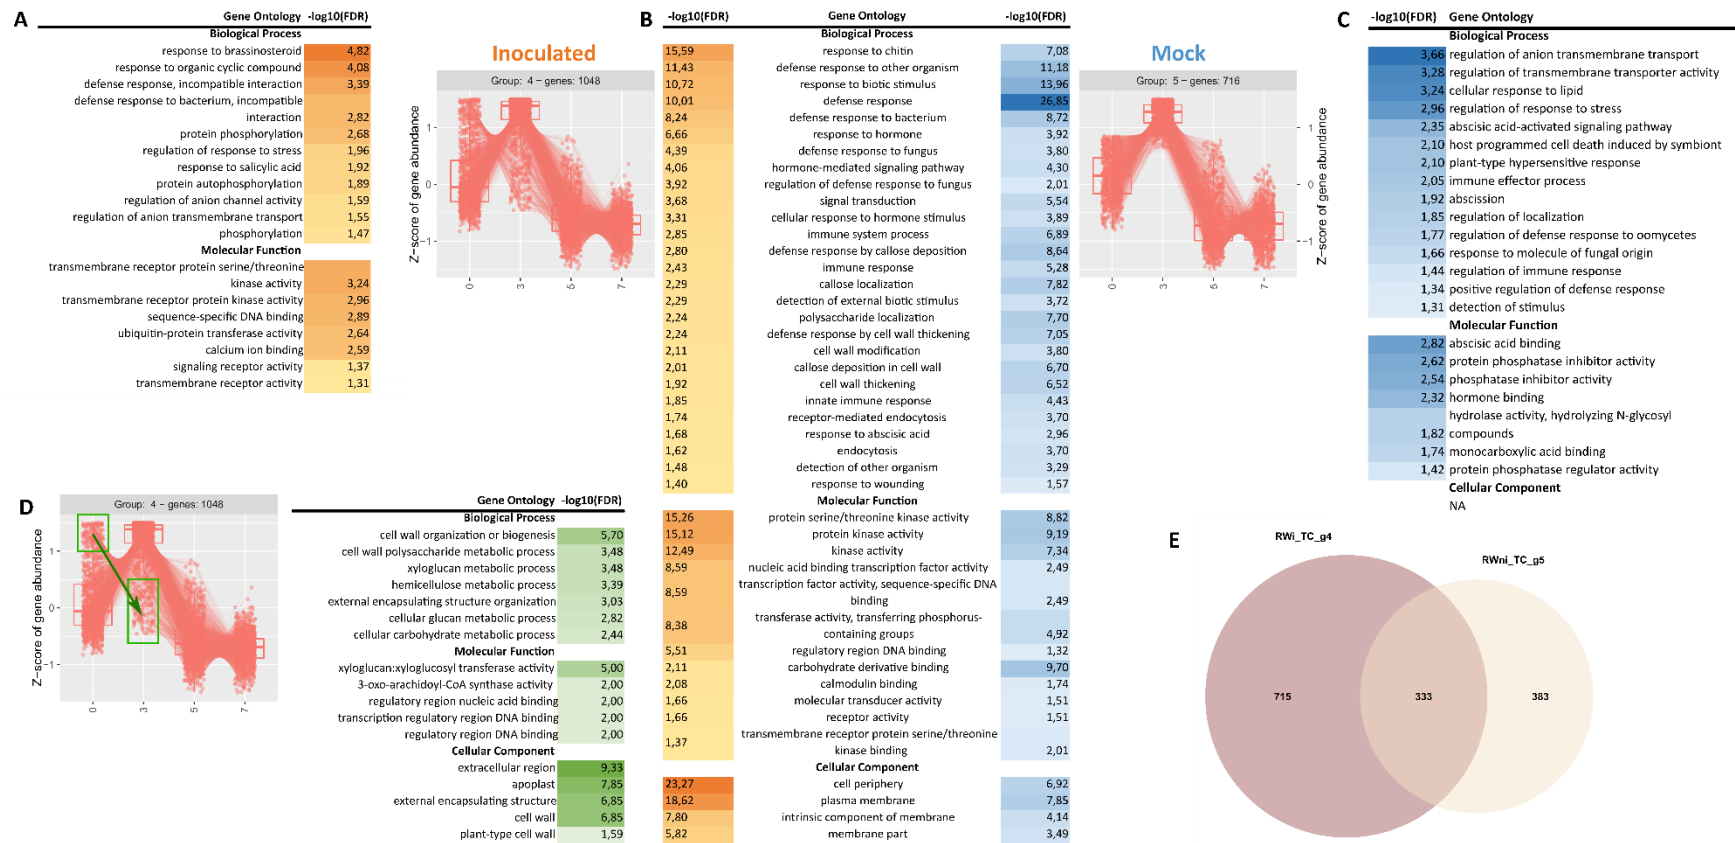 A
Gene Ontology -log10(FDR)
Biological Process
response to brassinosteroid 4,82
response to organic cyclic compound 4,08
defense response, incompatible interaction 3,39
defense response to bacterium, incompatible
interaction 2,82
protein phosphorylation 2,68
regulation of response to stress 1,96
response to salicylic acid 1,92
protein autophosphorylation 1,89
regulation of anion channel activity 1,59
regulation of anion transmembrane transport 1,55
phosphorylation 1,47
Molecular Function
transmembrane receptor protein serine/threonine
kinase activity 3,24
transmembrane receptor protein kinase activity 2,96
sequence-specific DNA binding 2,89
ubiquitin-protein transferase activity 2,64
calcium ion binding 2,59
signaling receptor activity 1,37
transmembrane receptor activity 1,31
Inoculated
Group: 4 − genes: 1048
Z−score of gene abundance
1
0
−1
0 3 5 7
B
-log10(FDR) Gene Ontology -log10(FDR)
Biological Process
15,59 response to chitin 7,08
11,43 defense response to other organism 11,18
10,72 response to biotic stimulus 13,96
10,01 defense response 26,85
8,24 defense response to bacterium 8,72
6,66 response to hormone 3,92
4,39 defense response to fungus 3,80
4,06 hormone-mediated signaling pathway 4,30
3,92 regulation of defense response to fungus 2,01
3,68 signal transduction 5,54
3,31 cellular response to hormone stimulus 3,89
2,85 immune system process 6,89
2,80 defense response by callose deposition 8,64
2,43 immune response 5,28
2,29 callose localization 7,82
2,29 detection of external biotic stimulus 3,72
2,24 polysaccharide localization 7,70
2,24 defense response by cell wall thickening 7,05
2,11 cell wall modification 3,80
2,01 callose deposition in cell wall 6,70
1,92 cell wall thickening 6,52
1,85 innate immune response 4,43
1,74 receptor-mediated endocytosis 3,70
1,68 response to abscisic acid 2,96
1,62 endocytosis 3,70
1,48 detection of other organism 3,29
1,40 response to wounding 1,57
Molecular Function
15,26 protein serine/threonine kinase activity 8,82
15,12 protein kinase activity 9,19
12,49 kinase activity 7,34
8,59 nucleic acid binding transcription factor activity 2,49
transcription factor activity, sequence-specific DNA
8,59 binding 2,49
transferase activity, transferring phosphorus-
8,38 containing groups 4,92
5,51 regulatory region DNA binding 1,32
2,11 carbohydrate derivative binding 9,70
2,08 calmodulin binding 1,74
1,66 molecular transducer activity 1,51
1,66 receptor activity 1,51
transmembrane receptor protein serine/threonine
1,37 kinase binding 2,01
Cellular Component
23,27 cell periphery 6,92
18,62 plasma membrane 7,85
7,80 intrinsic component of membrane 4,14
5,82 membrane part 3,49
Mock
Group: 5 − genes: 716
1
0
−1
Z−score of gene abundance
0 3 5 7
C
-log10(FDR) Gene Ontology
Biological Process
3,66 regulation of anion transmembrane transport
3,28 regulation of transmembrane transporter activity
3,24 cellular response to lipid
2,96 regulation of response to stress
2,35 abscisic acid-activated signaling pathway
2,10 host programmed cell death induced by symbiont
2,10 plant-type hypersensitive response
2,05 immune effector process
1,92 abscission
1,85 regulation of localization
1,77 regulation of defense response to oomycetes
1,66 response to molecule of fungal origin
1,44 regulation of immune response
1,34 positive regulation of defense response
1,31 detection of stimulus
Molecular Function
2,82 abscisic acid binding
2,62 protein phosphatase inhibitor activity
2,54 phosphatase inhibitor activity
2,32 hormone binding
hydrolase activity, hydrolyzing N-glycosyl
1,82 compounds
1,74 monocarboxylic acid binding
1,42 protein phosphatase regulator activity
Cellular Component
NA
D
Group: 4 − genes: 1048
Z−score of gene abundance
1
0
−1
0 3 5 7
Gene Ontology -log10(FDR)
Biological Process
cell wall organization or biogenesis 5,70
cell wall polysaccharide metabolic process 3,48
xyloglucan metabolic process 3,48
hemicellulose metabolic process 3,39
external encapsulating structure organization 3,03
cellular glucan metabolic process 2,82
cellular carbohydrate metabolic process 2,44
Molecular Function
xyloglucan:xyloglucosyl transferase activity 5,00
3-oxo-arachidoyl-CoA synthase activity 2,00
regulatory region nucleic acid binding 2,00
transcription regulatory region DNA binding 2,00
regulatory region DNA binding 2,00
Cellular Component
extracellular region 9,33
apoplast 7,85
external encapsulating structure 6,85
cell wall 6,85
plant-type cell wall 1,59
E
RWi_TC_g4
RWni_TC_g5
715 333 383